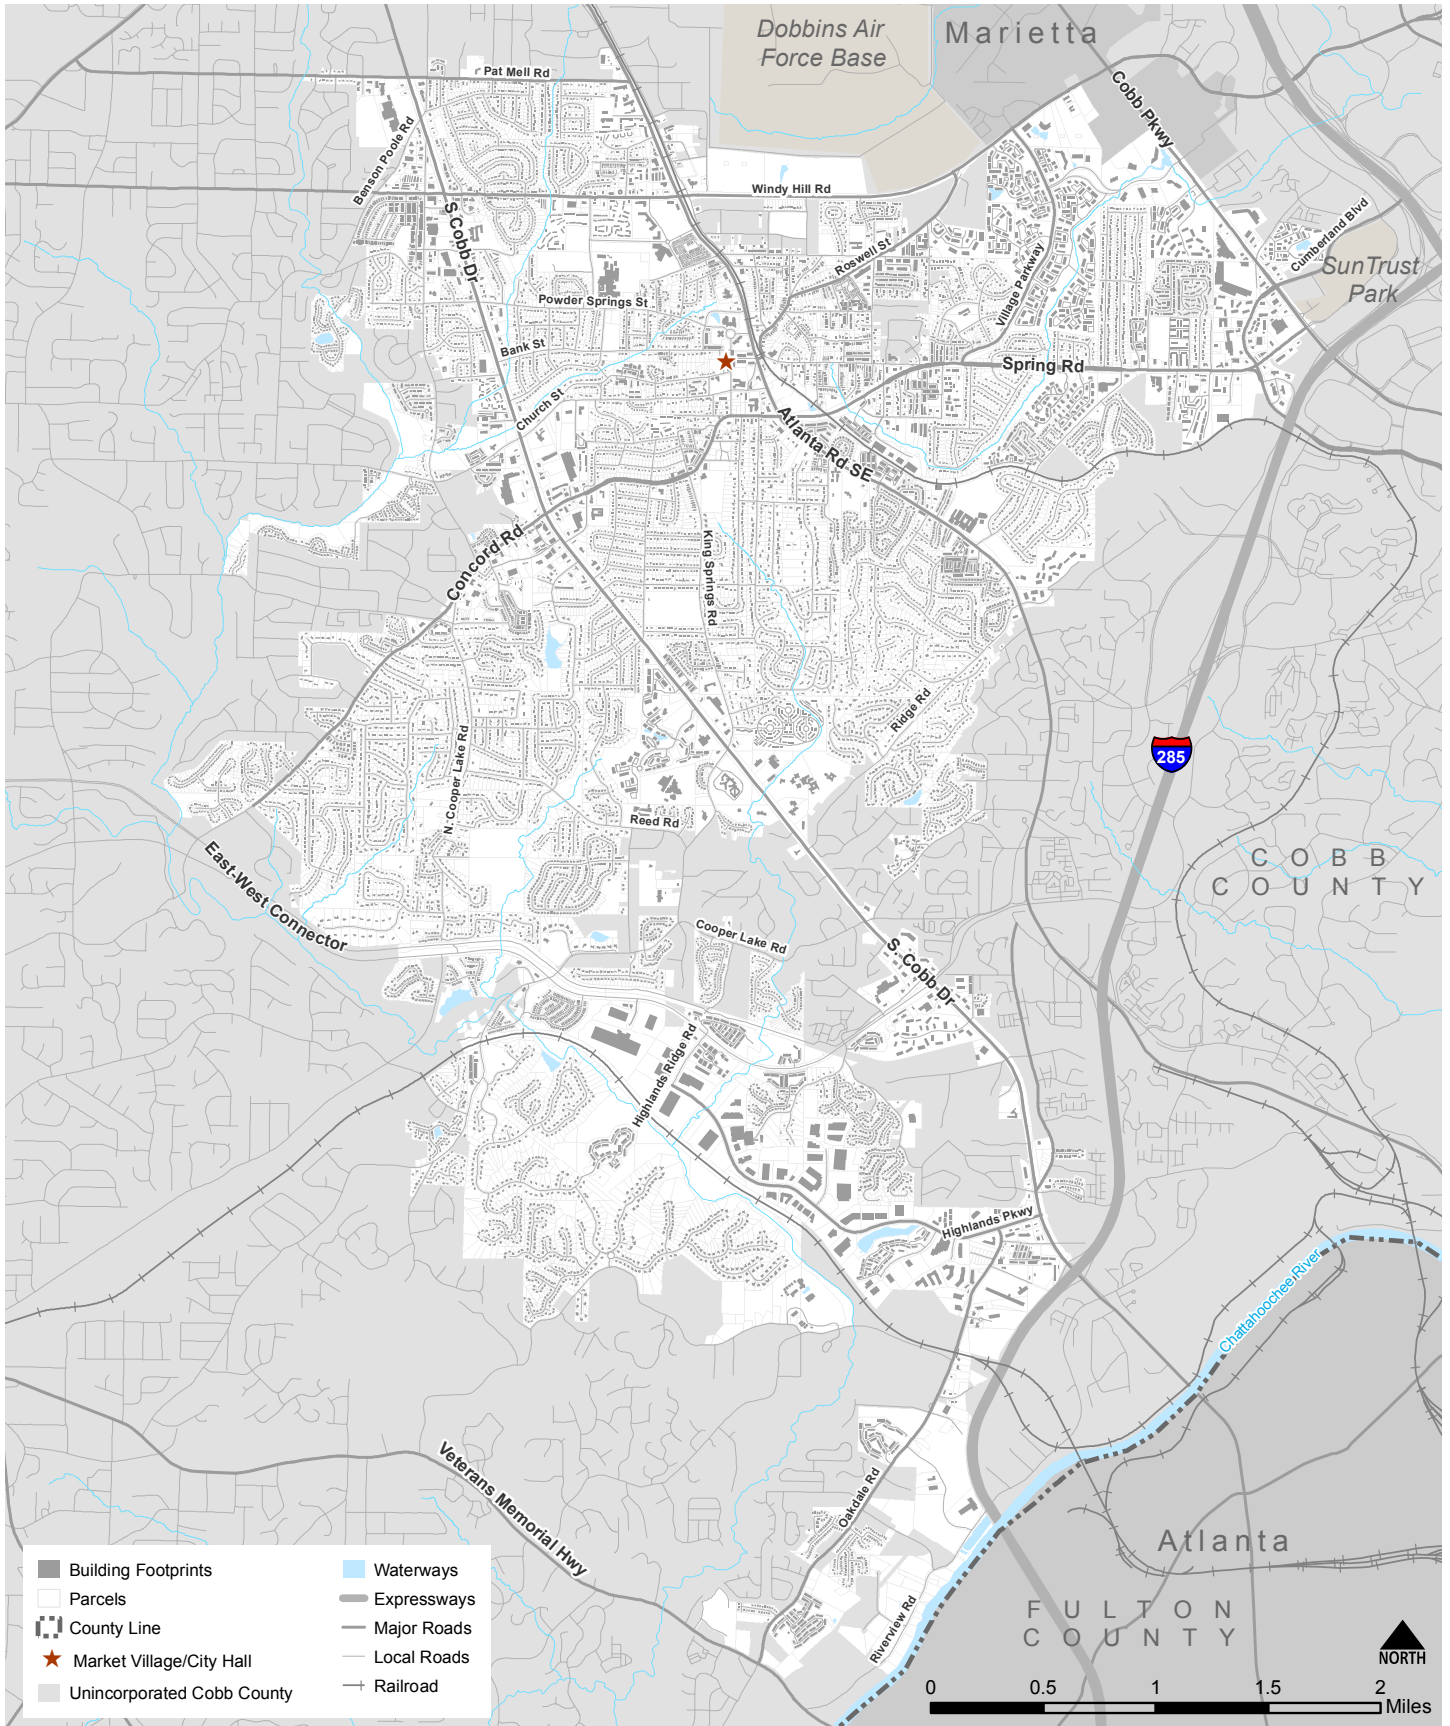 Dobbins Air
Force Base
Marietta
Pat Mell Rd
Cobb Pkwy
Benson Poole Rd
Windy Hill Rd
S Cobb Dr
Roswell St
Cumberland Blvd
SunTrust
Park
Village Parkway
Powder Springs St
Bank St
Spring Rd
Church St
Atlanta Rd SE
Concord Rd
King Springs Rd
Ridge Rd
N. Cooper Lake Rd
285
Reed Rd
East-West Connector
COBB
COUNTY
Cooper Lake Rd
S. Cobb Dr
Highlands Ridge Rd
Highlands Pkwy
Chattahoochee River
Veterans Memorial Hwy
Oakdale Rd
Riverview Rd
Atlanta
FULTON
COUNTY
Building Footprints
Parcels
County Line
Market Village/City Hall
Unincorporated Cobb County
Waterways
Expressways
Major Roads
Local Roads
Railroad
NORTH
0 0.5 1 1.5 2
Miles